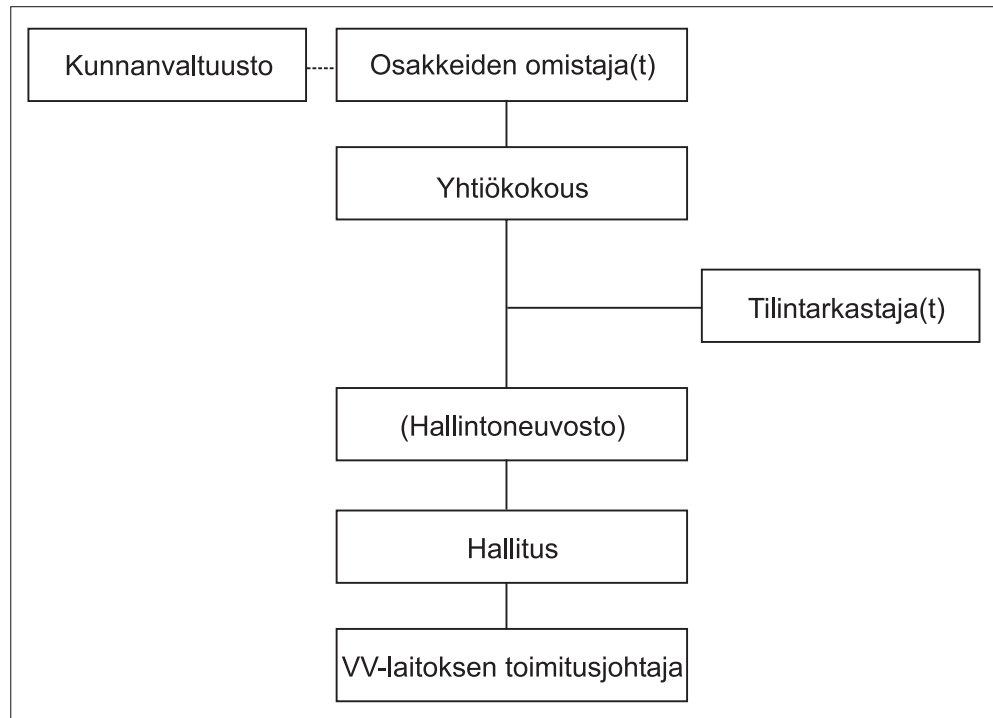 Kunnanvaltuusto
Osakkeiden omistaja(t)
Yhtiökokous
Tilintarkastaja(t)
(Hallintoneuvosto)
Hallitus
VV-laitoksen toimitusjohtaja